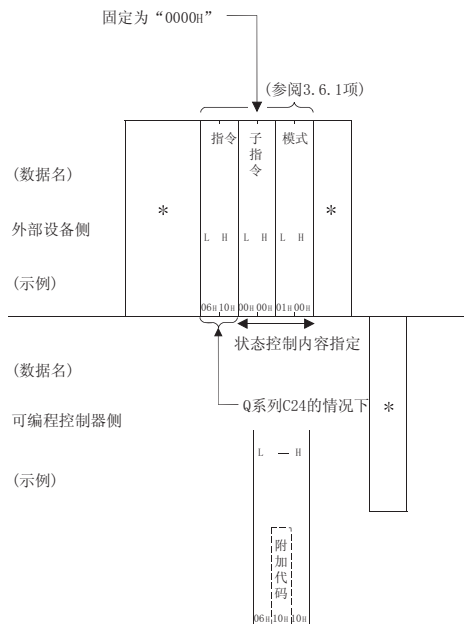 固定为“0000H”
(参阅3.6.1项)
指令 子指令 模式
(数据名)
* *
外部设备侧
L H L H L H
(示例)
06H 10H 00H 00H 01H 00H
状态控制内容指定
(数据名)
Q系列C24的情况下 *
可编程控制器侧
L — H
(示例)
附加代码
06H 10H 10H